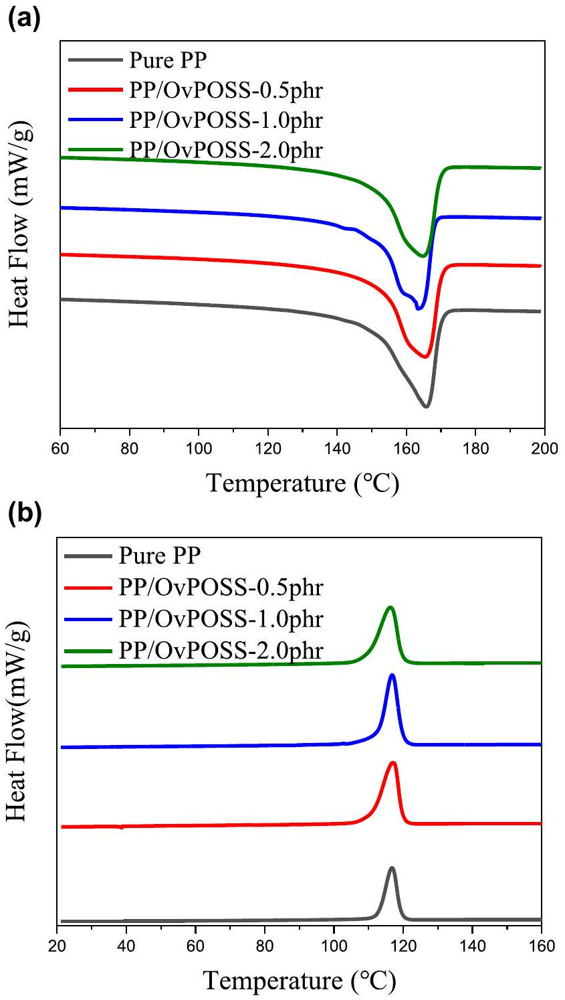 (a)
Pure PP
PP/OvPOSS-0.5phr
PP/OvPOSS-1.0phr
PP/OvPOSS-2.0phr
Heat Flow (mW/g)
60 80 100 120 140 160 180 200
Temperature (℃)
(b)
Pure PP
PP/OvPOSS-0.5phr
PP/OvPOSS-1.0phr
PP/OvPOSS-2.0phr
Heat Flow(mW/g)
20 40 60 80 100 120 140 160
Temperature (℃)